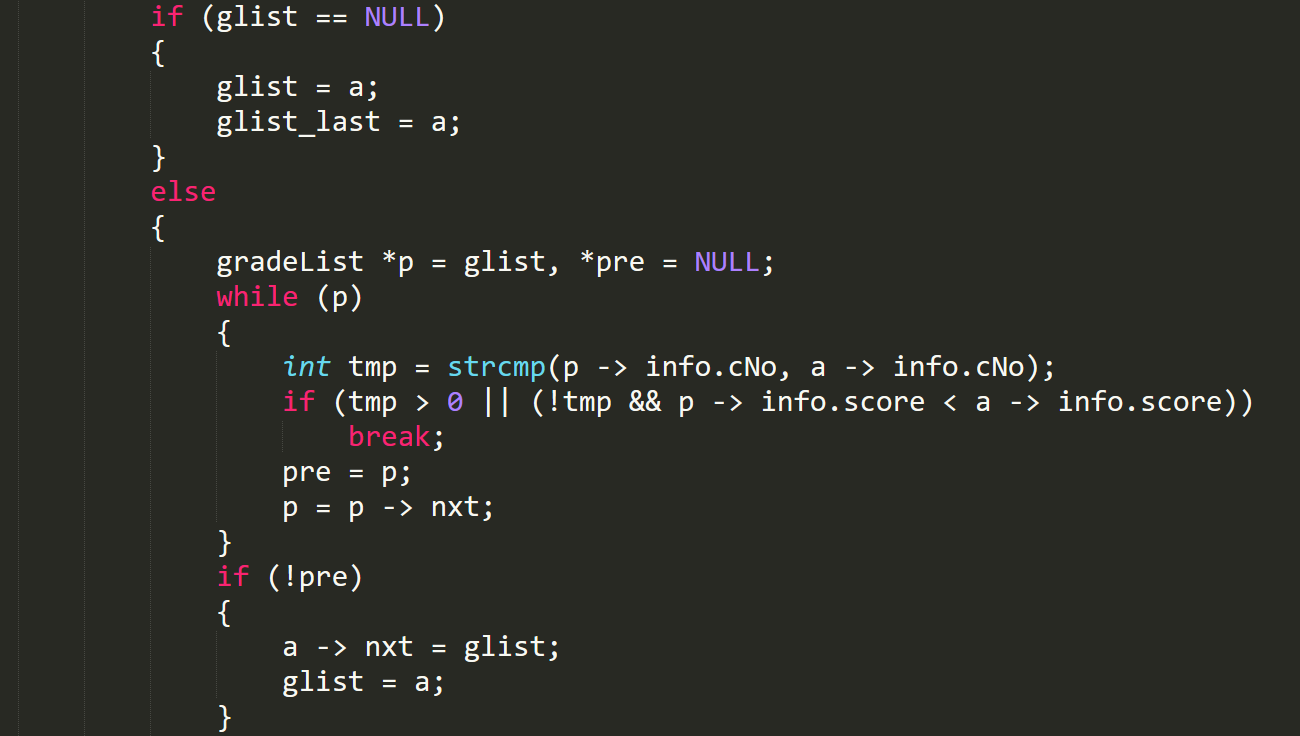 if (glist == NULL)
{
glist = a;
glist_last = a;
}
else
{
gradeList *p = glist, *pre = NULL;
while (p)
{
int tmp = strcmp(p -> info.cNo, a -> info.cNo);
if (tmp > 0 || (!tmp && p -> info.score < a -> info.score))
break;
pre = p;
p = p -> nxt;
}
if (!pre)
{
a -> nxt = glist;
glist = a;
}